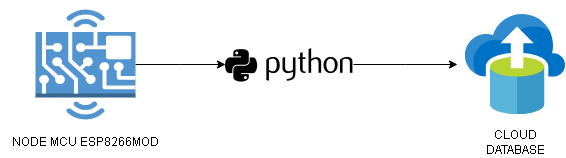 python
NODE MCU ESP8266MOD
CLOUD
DATABASE